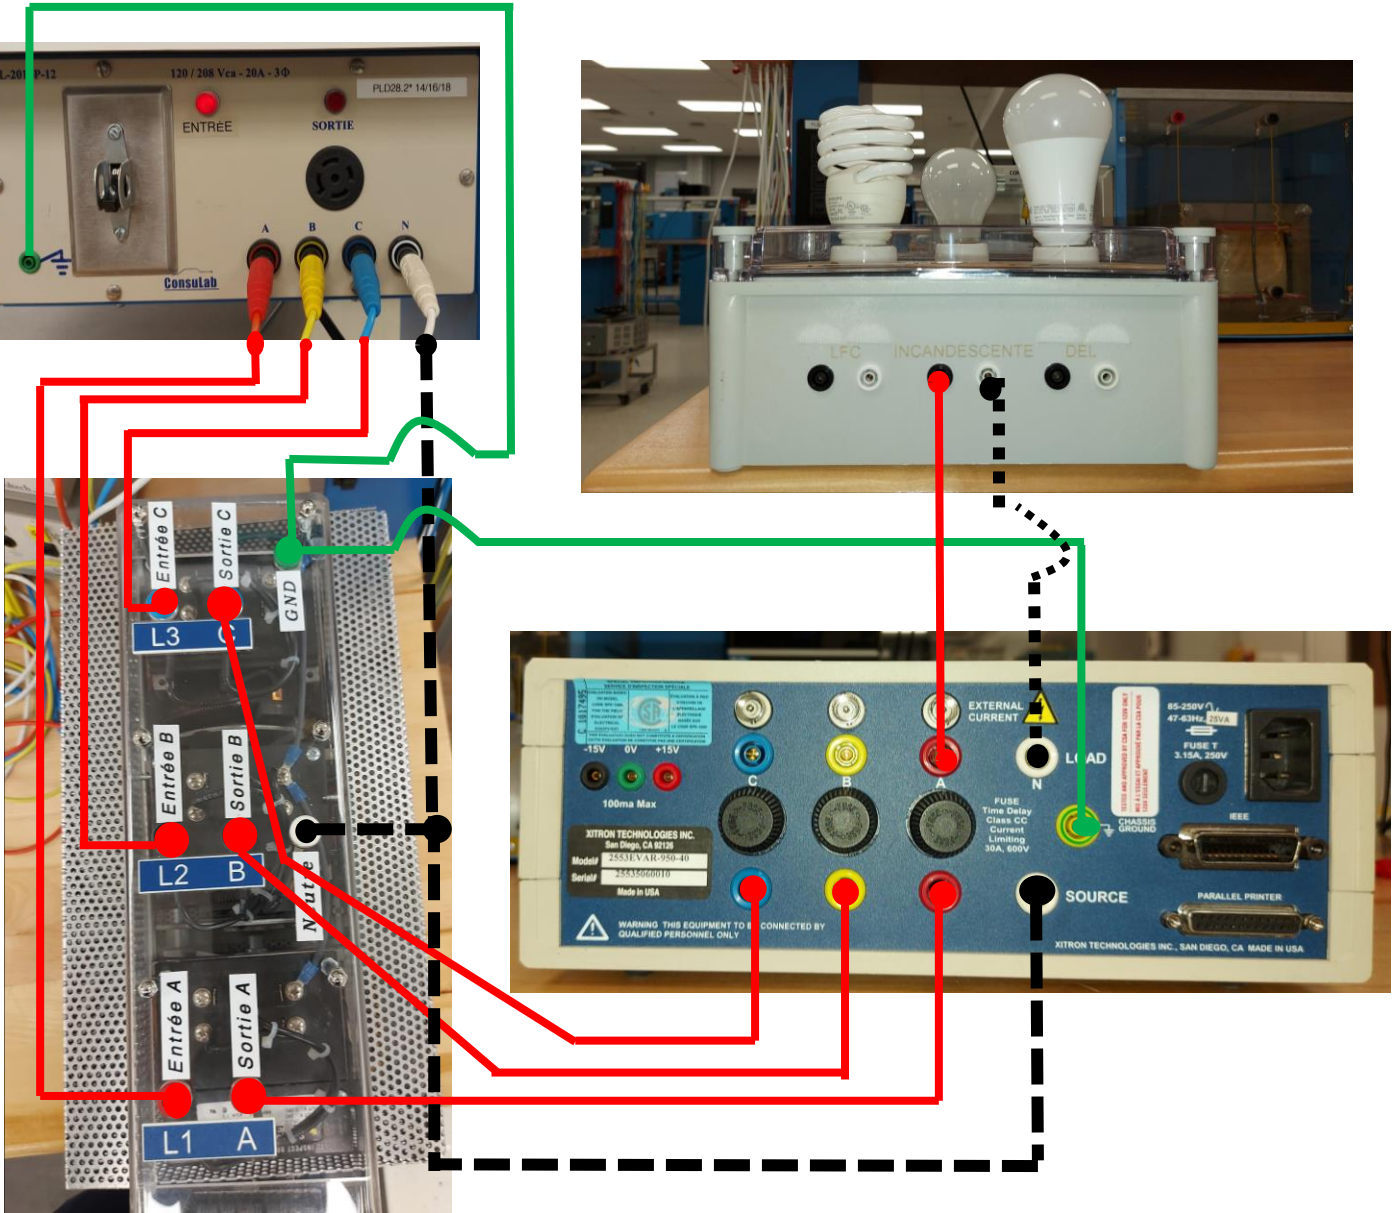 120 / 208 Vca - 20A - 3Φ
PLD28.2* 14/16/18
ENTRÉE
SORTIE
A
B
C
N
ConsuLab
LFC
INCANDESCENTE
DEL
Entrée C
Sortie C
GND
L3
C
Entrée B
Sortie B
L2
B
Entrée A
Sortie A
L1
A
-15V
0V
+15V
100ma Max
C
B
A
N
EXTERNAL
CURRENT
LOAD
FUSE
Time Delay
Class CC
Current
Limiting
30A, 600V
CHASSIS
GROUND
85-250V
47-63Hz,
25VA
FUSE T
3.15A, 250V
IEEE
XITRON TECHNOLOGIES INC.
San Diego, CA 92126
Model# 2553EVAR-950-40
Serial# 25535060010
Made in USA
SOURCE
PARALLEL PRINTER
WARNING THIS EQUIPMENT TO BE CONNECTED BY
QUALIFIED PERSONNEL ONLY
XITRON TECHNOLOGIES INC., SAN DIEGO, CA MADE IN USA